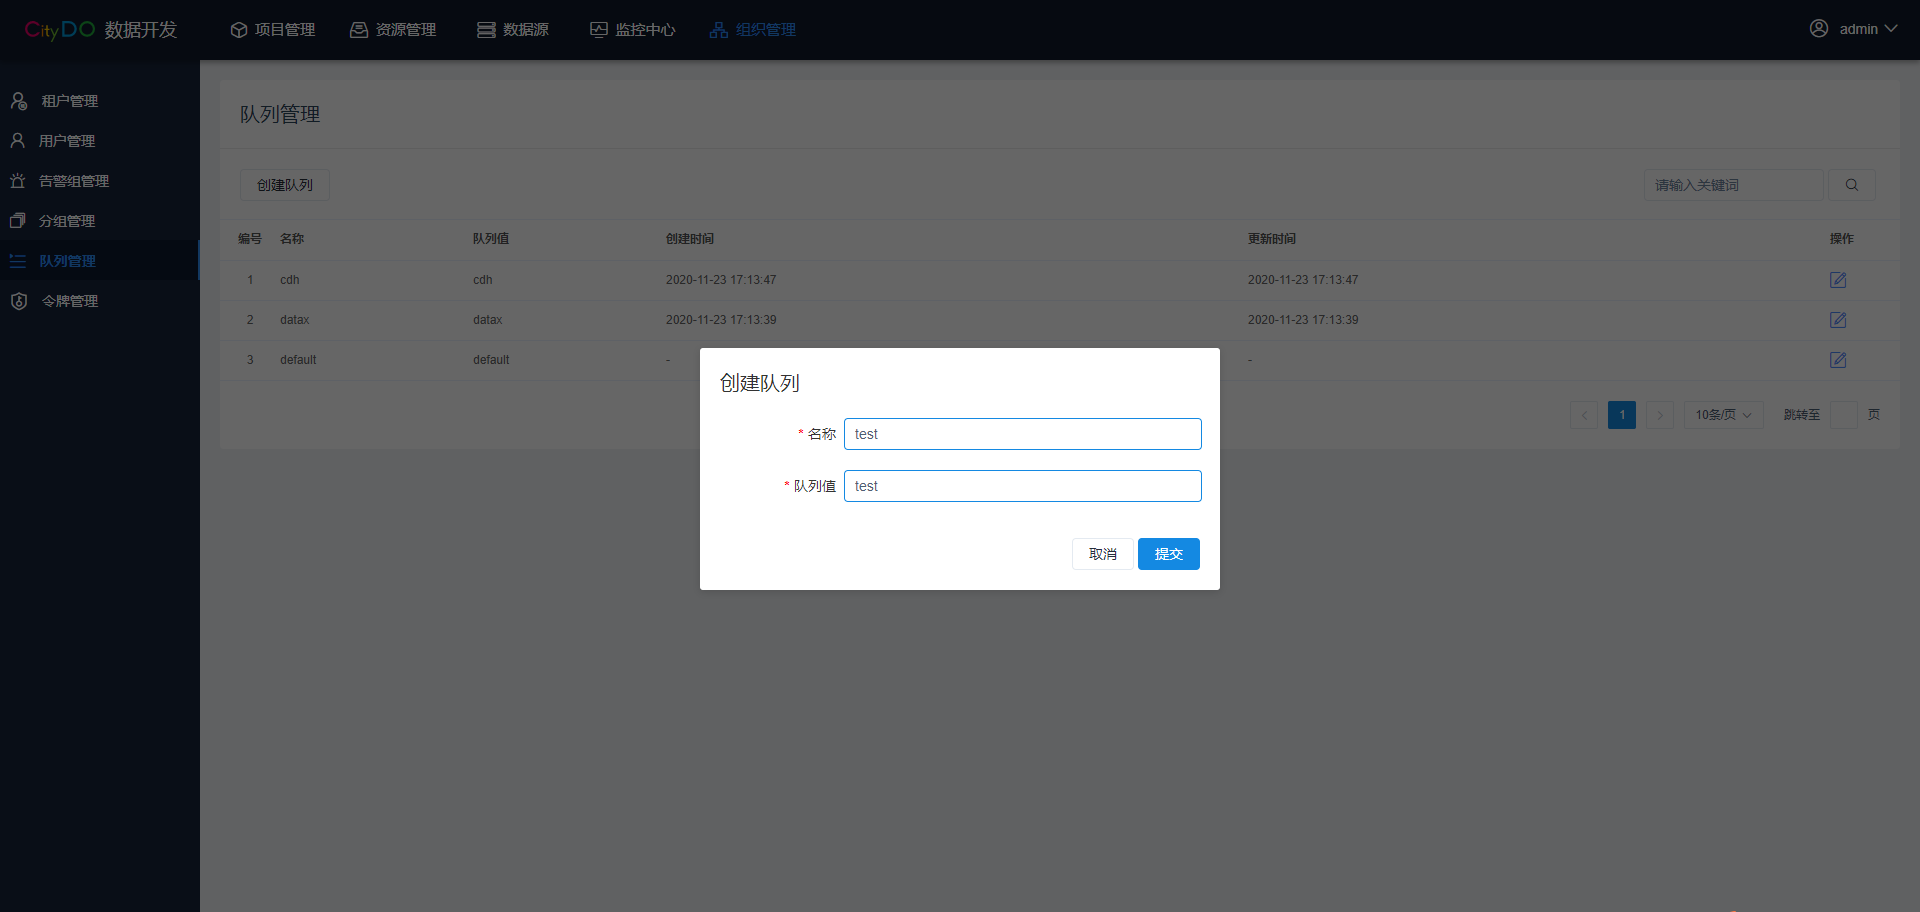 CityDO 数据开发 项目管理 资源管理 数据源 监控中心 组织管理 admin
租户管理
用户管理
告警组管理
分组管理
队列管理
令牌管理
队列管理
创建队列 请输入关键词
编号 名称 队列值 创建时间 更新时间 操作
1 cdh cdh 2020-11-23 17:13:47 2020-11-23 17:13:47
2 datax datax 2020-11-23 17:13:39 2020-11-23 17:13:39
3 default default - -
1 10条/页 跳转至 页
创建队列
* 名称 test
* 队列值 test
取消 提交